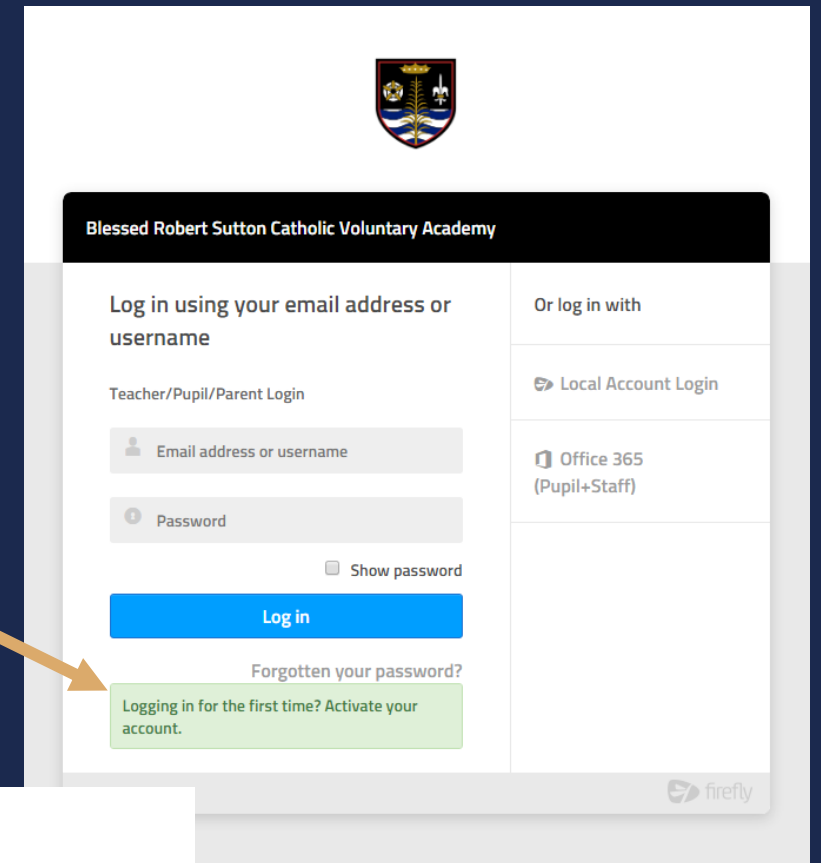 Blessed Robert Sutton Catholic Voluntary Academy
Log in using your email address or
username
Teacher/Pupil/Parent Login
Email address or username
Password
Show password
Log in
Forgotten your password?
Logging in for the first time? Activate your
account.
Or log in with
Local Account Login
Office 365
(Pupil+Staff)
firefly